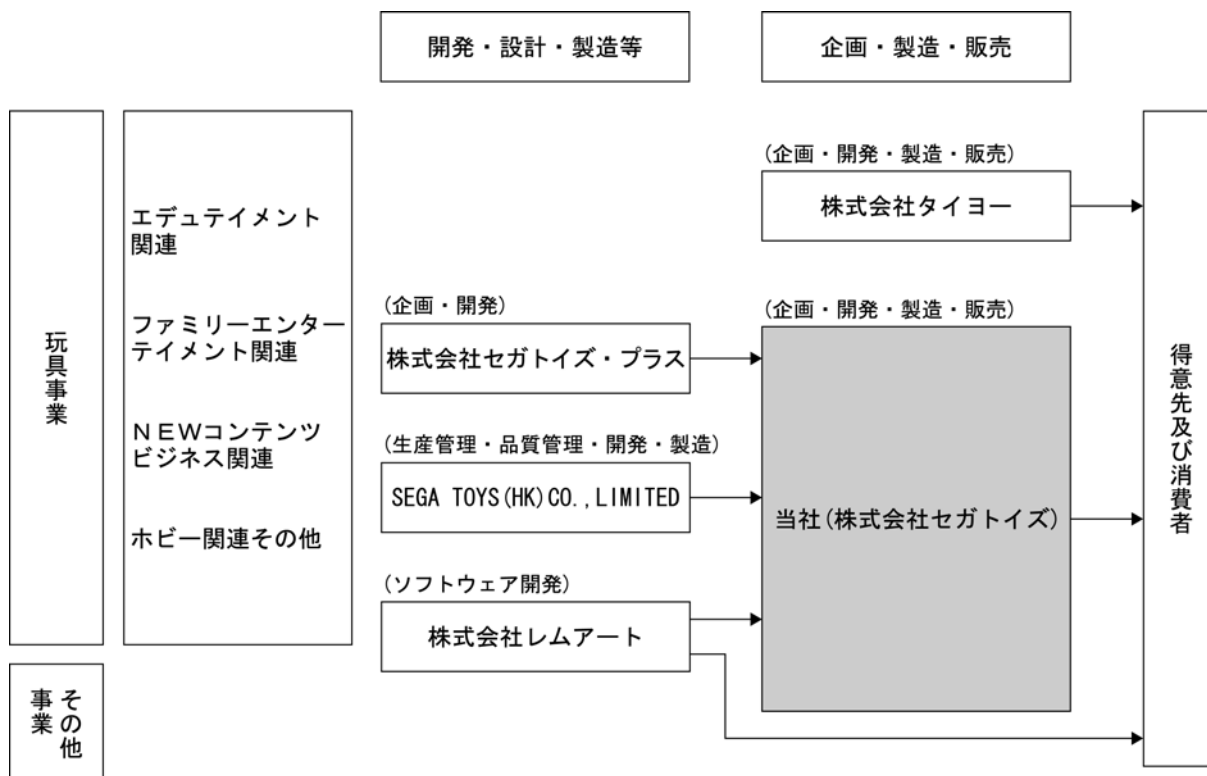 開発・設計・製造等
企画・製造・販売
玩具事業
エデュテイメント
関連
ファミリーエンター
テイメント関連
ＮＥＷコンテンツ
ビジネス関連
ホビー関連その他
その他
事業
(企画・開発)
株式会社セガトイズ・プラス
(生産管理・品質管理・開発・製造)
SEGA TOYS(HK)CO.,LIMITED
(ソフトウェア開発)
株式会社レムアート
(企画・開発・製造・販売)
株式会社タイヨー
(企画・開発・製造・販売)
当社(株式会社セガトイズ)
得意先及び消費者